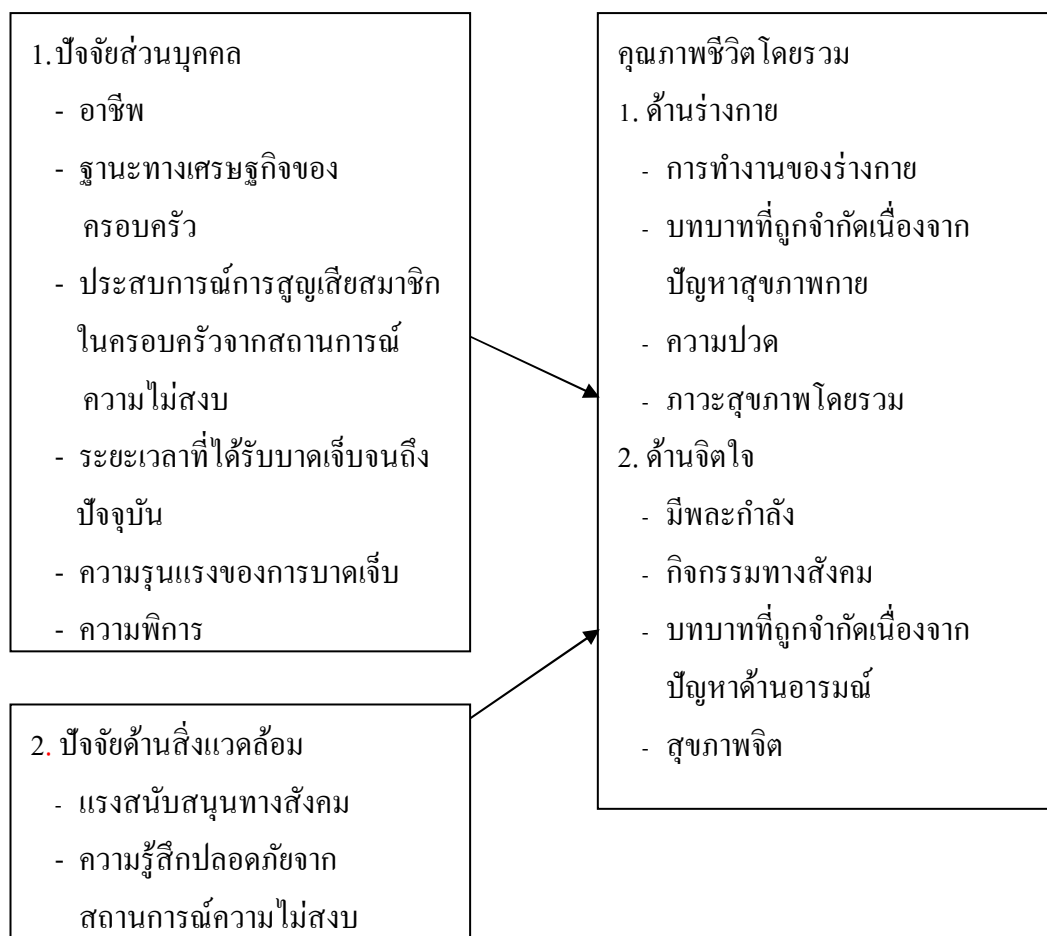 1.ปัจจัยส่วนบุคคล
- อาชีพ
- ฐานะทางเศรษฐกิจของ
ครอบครัว
- ประสบการณ์การสูญเสียสมาชิก
ในครอบครัวจากสถานการณ์
ความไม่สงบ
- ระยะเวลาที่ได้รับบาดเจ็บจนถึง
ปัจจุบัน
- ความรุนแรงของการบาดเจ็บ
- ความพิการ
2. ปัจจัยด้านสิ่งแวดล้อม
- แรงสนับสนุนทางสังคม
- ความรู้สึกปลอดภัยจาก
สถานการณ์ความไม่สงบ
คุณภาพชีวิตโดยรวม
1. ด้านร่างกาย
- การทำงานของร่างกาย
- บทบาทที่ถูกจำกัดเนื่องจาก
ปัญหาสุขภาพกาย
- ความปวด
- ภาวะสุขภาพโดยรวม
2. ด้านจิตใจ
- มีพละกำลัง
- กิจกรรมทางสังคม
- บทบาทที่ถูกจำกัดเนื่องจาก
ปัญหาด้านอารมณ์
- สุขภาพจิต